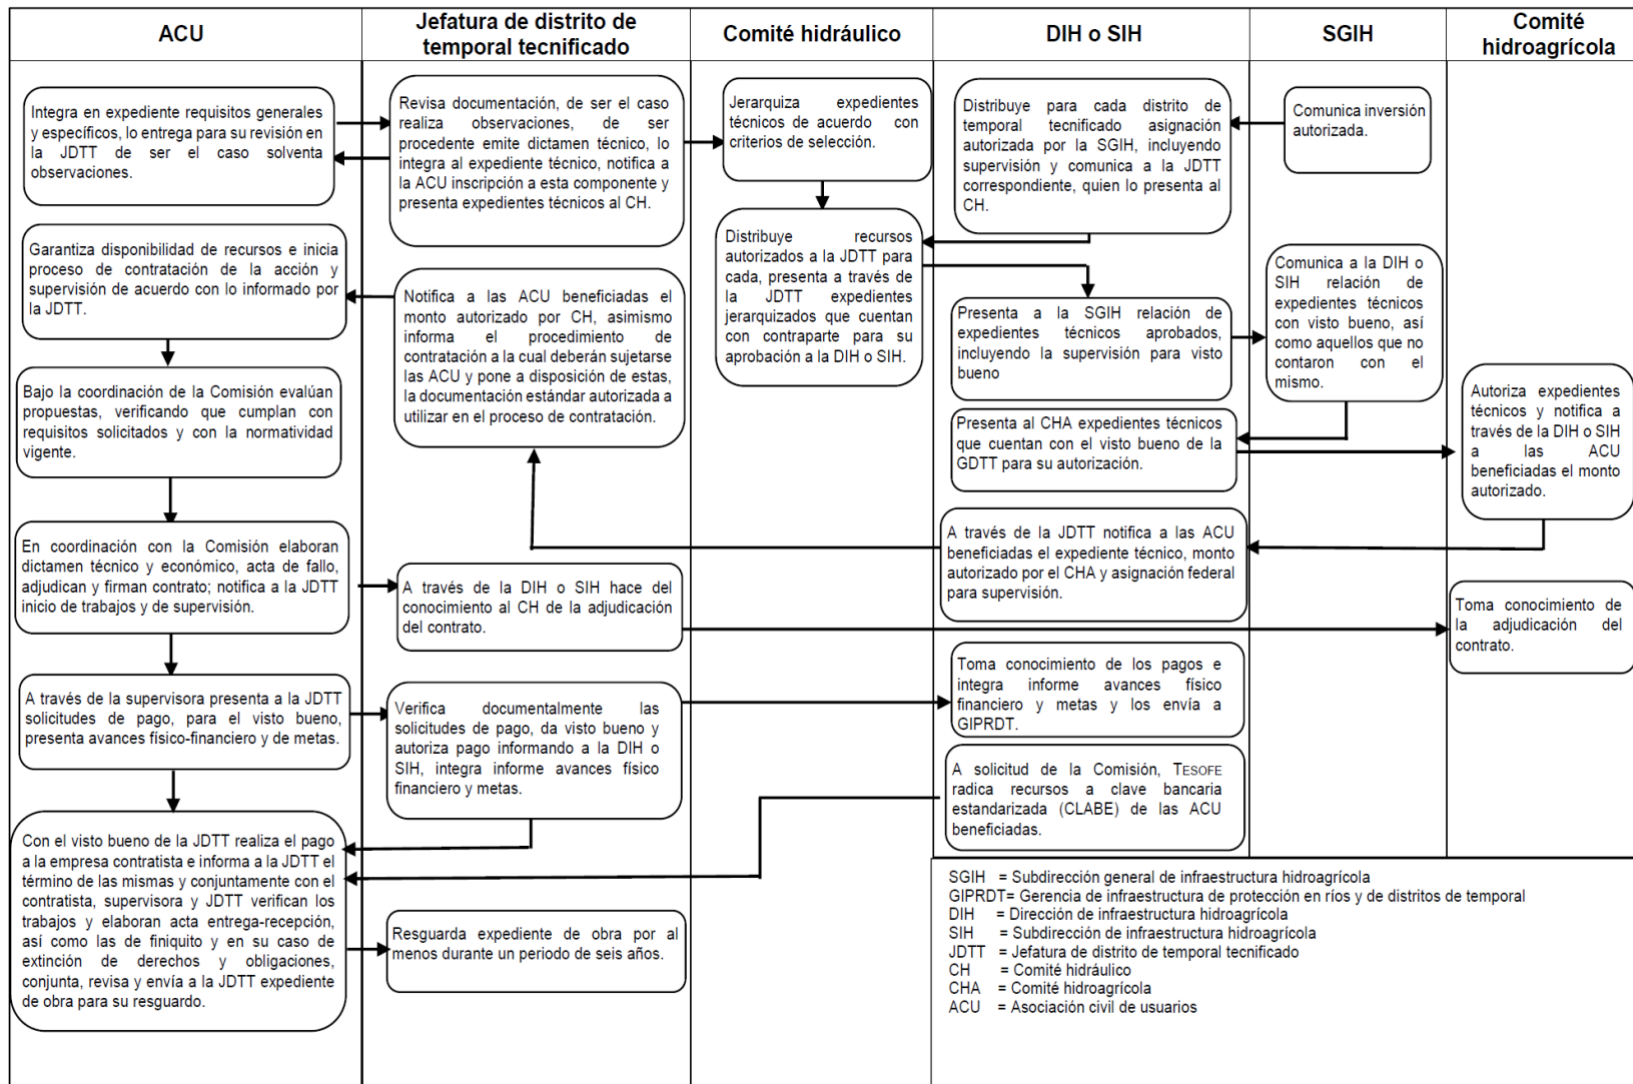 ACU
Jefatura de distrito de
temporal tecnificado
Comité hidráulico
DIH o SIH
SGIH
Comité
hidroagrícola
Integra en expediente requisitos generales
y específicos, lo entrega para su revisión en
la JDTT de ser el caso solventa
observaciones.
Garantiza disponibilidad de recursos e inicia
proceso de contratación de la acción y
supervisión de acuerdo con lo informado por
la JDTT.
Bajo la coordinación de la Comisión evalúan
propuestas, verificando que cumplan con
requisitos solicitados y con la normatividad
vigente.
En coordinación con la Comisión elaboran
dictamen técnico y económico, acta de fallo,
adjudican y firman contrato; notifica a la JDTT
inicio de trabajos y de supervisión.
A través de la supervisora presenta a la JDTT
solicitudes de pago, para el visto bueno,
presenta avances físico-financiero y de metas.
Con el visto bueno de la JDTT realiza el pago
a la empresa contratista e informa a la JDTT el
término de las mismas y conjuntamente con el
contratista, supervisora y JDTT verifican los
trabajos y elaboran acta entrega-recepción,
así como las de finiquito y en su caso de
extinción de derechos y obligaciones,
conjunta, revisa y envía a la JDTT expediente
de obra para su resguardo.
Revisa documentación, de ser el caso
realiza observaciones, de ser
procedente emite dictamen técnico, lo
integra al expediente técnico, notifica a
la ACU inscripción a esta componente y
presenta expedientes técnicos al CH.
Notifica a las ACU beneficiadas el
monto autorizado por CH, asimismo
informa el procedimiento de
contratación a la cual deberán sujetarse
las ACU y pone a disposición de estas,
la documentación estándar autorizada a
utilizar en el proceso de contratación.
A través de la DIH o SIH hace del
conocimiento al CH de la adjudicación
del contrato.
Verifica documentalmente las
solicitudes de pago, da visto bueno y
autoriza pago informando a la DIH o
SIH, integra informe avances físico
financiero y metas.
Resguarda expediente de obra por al
menos durante un periodo de seis años.
Jerarquiza expedientes
técnicos de acuerdo con
criterios de selección.
Distribuye recursos
autorizados a la JDTT para
cada, presenta a través de
la JDTT expedientes
jerarquizados que cuentan
con contraparte para su
aprobación a la DIH o SIH.
Distribuye para cada distrito de
temporal tecnificado asignación
autorizada por la SGIH, incluyendo
supervisión y comunica a la JDTT
correspondiente, quien lo presenta al
CH.
Presenta a la SGIH relación de
expedientes técnicos aprobados,
incluyendo la supervisión para visto
bueno
Presenta al CHA expedientes técnicos
que cuentan con el visto bueno de la
GDTT para su autorización.
A través de la JDTT notifica a las ACU
beneficiadas el expediente técnico, monto
autorizado por el CHA y asignación federal
para supervisión.
Toma conocimiento de los pagos e
integra informe avances físico
financiero y metas y los envía a
GIPRDT.
A solicitud de la Comisión, TESOFE
radica recursos a clave bancaria
estandarizada (CLABE) de las ACU
beneficiadas.
Comunica inversión
autorizada.
Comunica a la DIH o
SIH relación de
expedientes técnicos
con visto bueno, así
como aquellos que no
contaron con el
mismo.
Autoriza expedientes
técnicos y notifica a
través de la DIH o SIH
a las ACU
beneficiadas el monto
autorizado.
Toma conocimiento de
la adjudicación del
contrato.
SGIH = Subdirección general de infraestructura hidroagrícola
GIPRDT= Gerencia de infraestructura de protección en ríos y de distritos de temporal
DIH = Dirección de infraestructura hidroagrícola
SIH = Subdirección de infraestructura hidroagrícola
JDTT = Jefatura de distrito de temporal tecnificado
CH = Comité hidráulico
CHA = Comité hidroagrícola
ACU = Asociación civil de usuarios